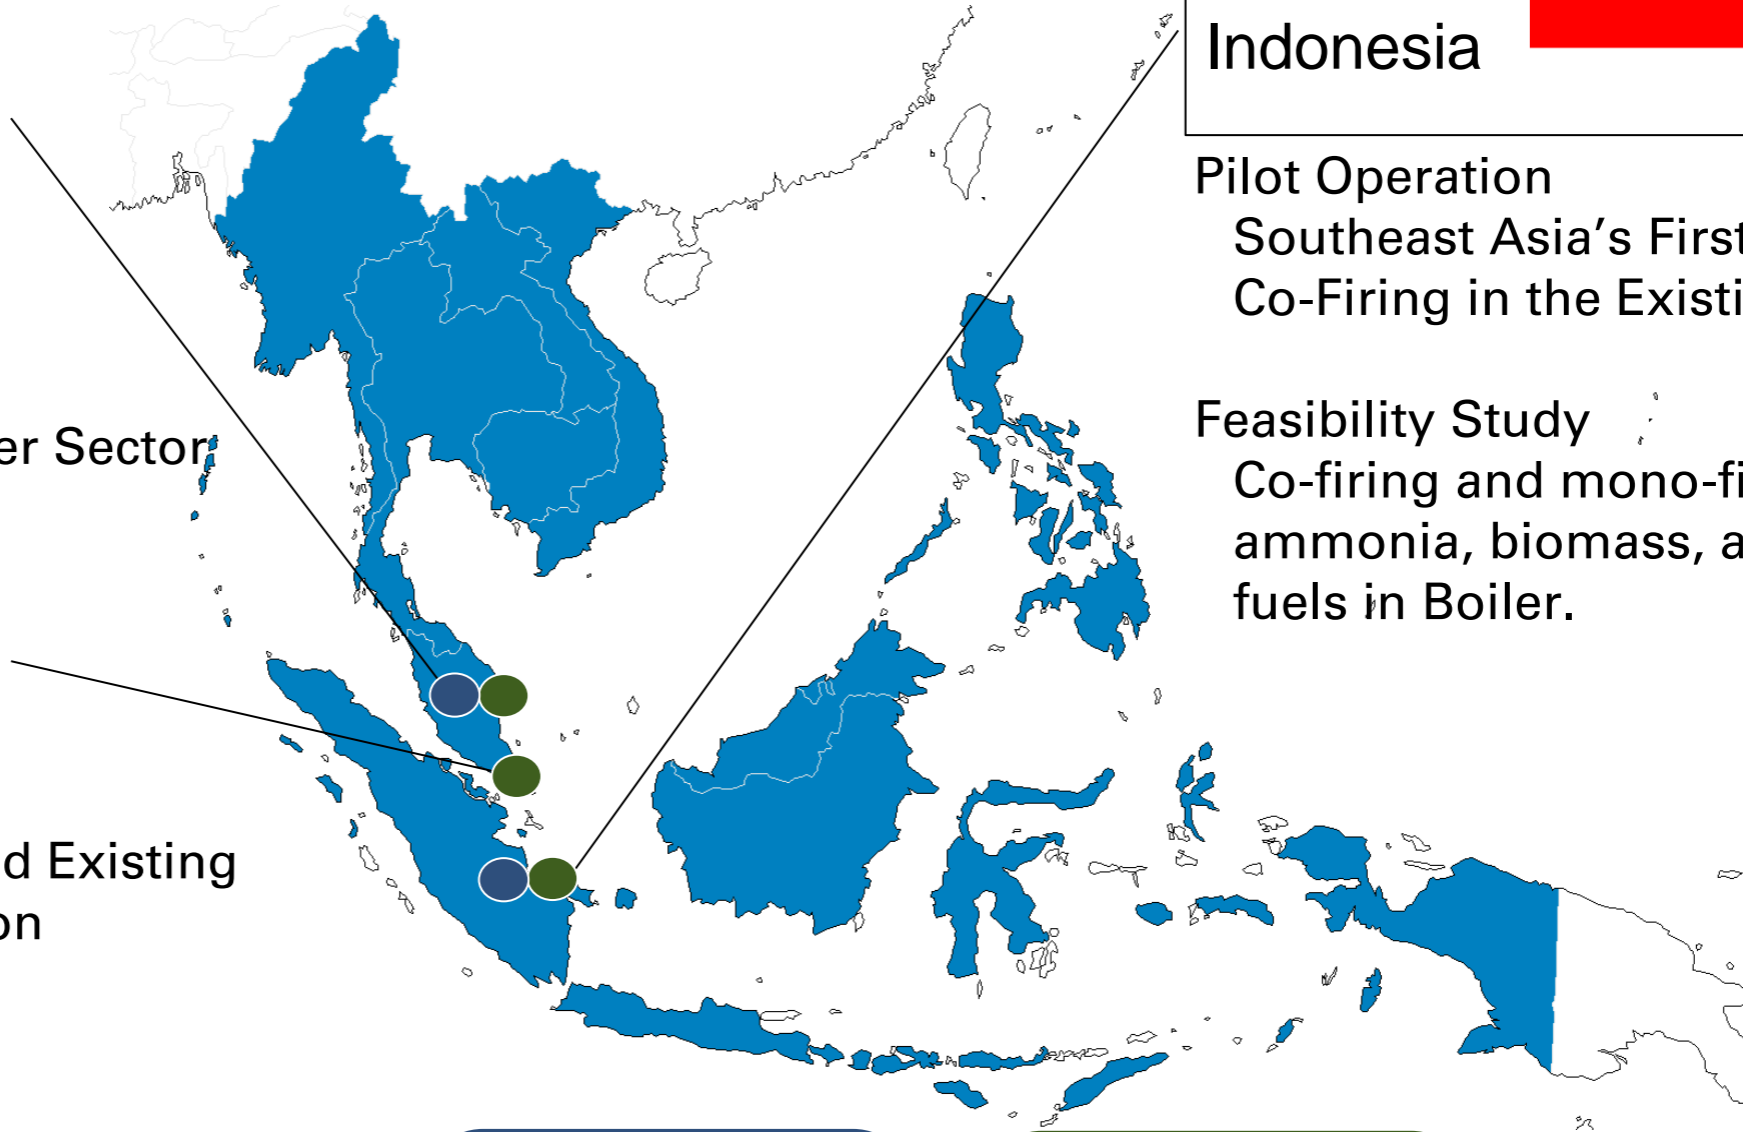 Indonesia
Pilot Operation
Southeast Asia's First
Co-Firing in the Existi
Feasibility Study
Co-firing and mono-fi
ammonia, biomass, a
fuels in Boiler.
er Sector
d Existing
on